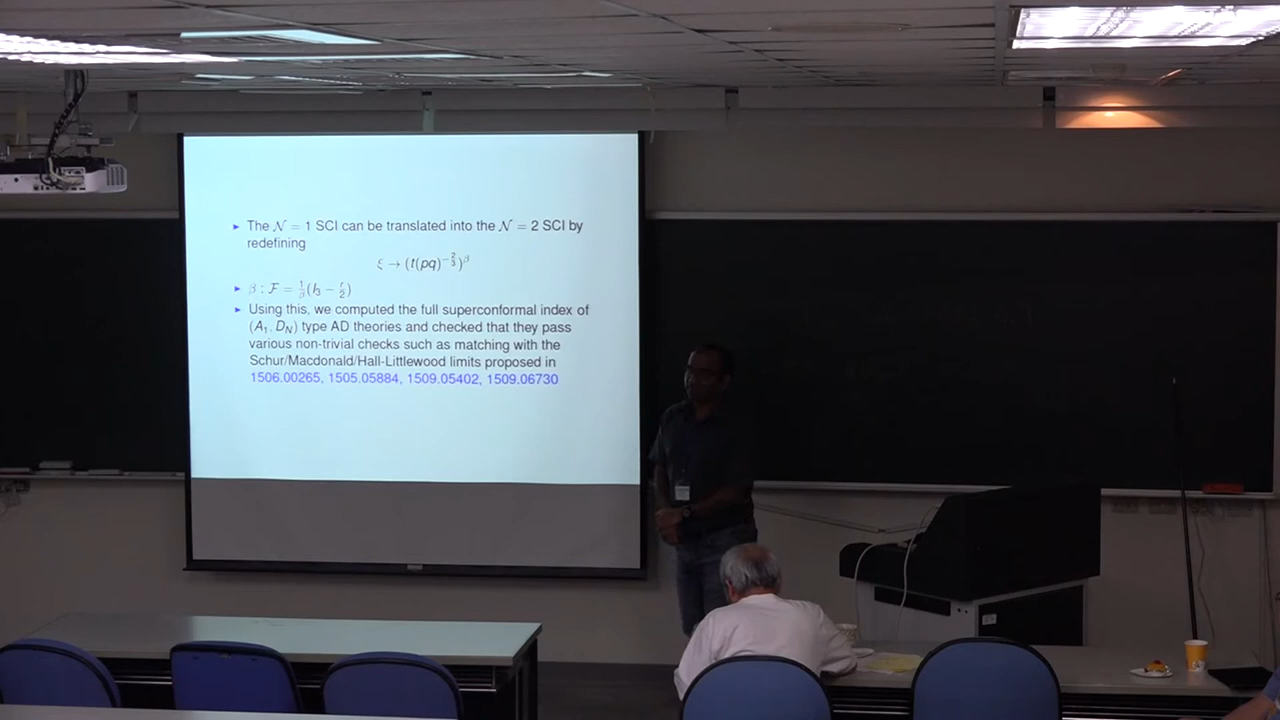 ▸ The 𝒩 = 1 SCI can be translated into the 𝒩 = 2 SCI by
redefining
ξ → (t(pq)^{-2/3})^β
▸ β : ℱ = 1/β (I₃ − r/2)
▸ Using this, we computed the full superconformal index of
(A₁, D_N) type AD theories and checked that they pass
various non-trivial checks such as matching with the
Schur/Macdonald/Hall-Littlewood limits proposed in
1506.00265, 1505.05884, 1509.05402, 1509.06730